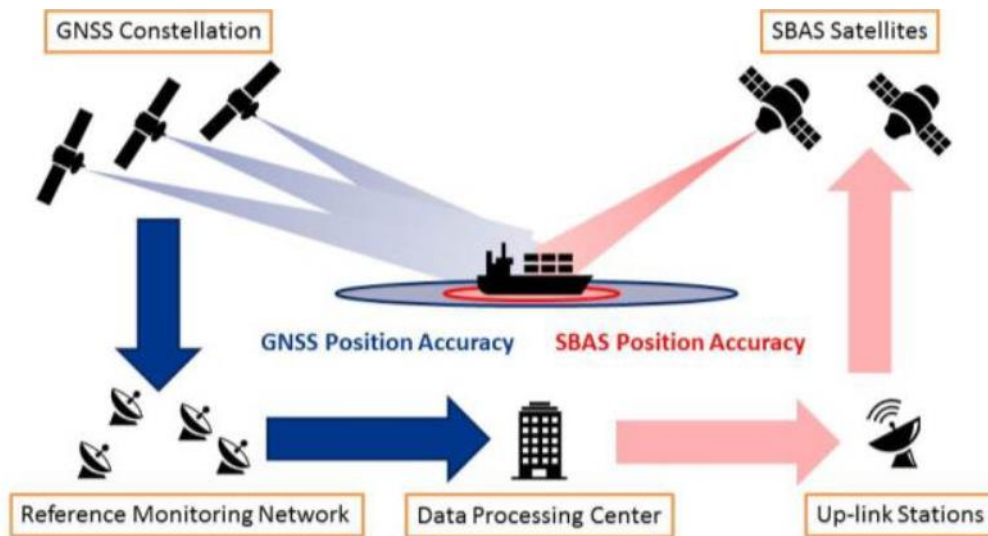 GNSS Constellation
SBAS Satellites
GNSS Position Accuracy
SBAS Position Accuracy
Reference Monitoring Network
Data Processing Center
Up-link Stations